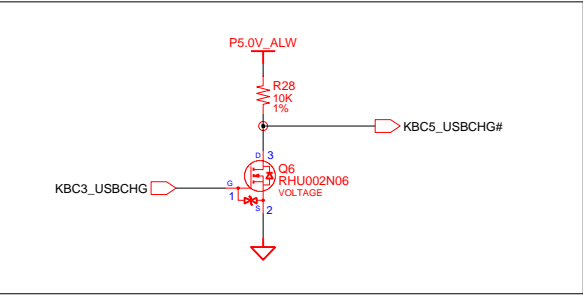 P5.0V_ALW
R28
10K
1%
KBC5_USBCHG#
D 3
Q6
RHU002N06
VOLTAGE
KBC3_USBCHG
G
1
S 2